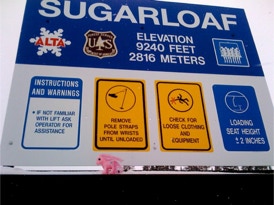 SUGARLOAF
ALTA
U S
ELEVATION
9240 FEET
2816 METERS
INSTRUCTIONS
AND WARNINGS
• IF NOT FAMILIAR
WITH LIFT ASK
OPERATOR FOR
ASSISTANCE
REMOVE
POLE STRAPS
FROM WRISTS
UNTIL UNLOADED
CHECK FOR
LOOSE CLOTHING
AND
EQUIPMENT
LOADING
SEAT HEIGHT
± 2 INCHES